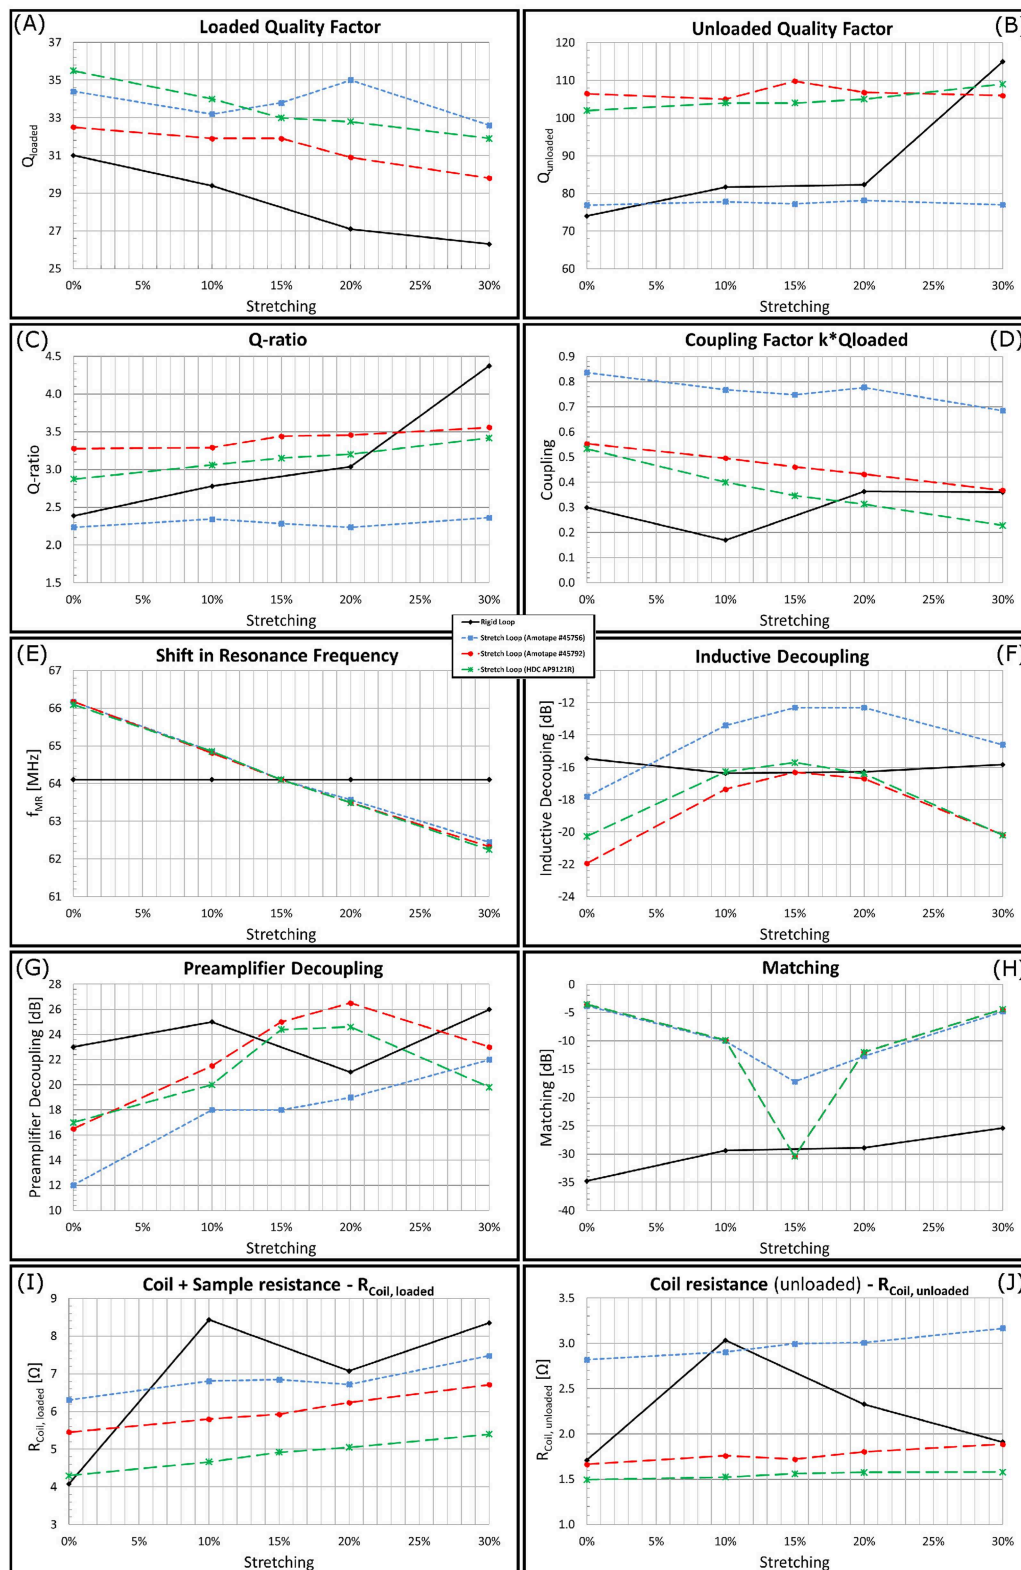 (A) Loaded Quality Factor
37
35
33
31
29
27
25
Q_loaded
0% 5% 10% 15% 20% 25% 30%
Stretching
(B) Unloaded Quality Factor
120
110
100
90
80
70
60
Q_unloaded
0% 5% 10% 15% 20% 25% 30%
Stretching
(C) Q-ratio
4.5
4.0
3.5
3.0
2.5
2.0
1.5
Q-ratio
0% 5% 10% 15% 20% 25% 30%
Stretching
(D) Coupling Factor k*Qloaded
0.9
0.8
0.7
0.6
0.5
0.4
0.3
0.2
0.1
0.0
Coupling
0% 5% 10% 15% 20% 25% 30%
Stretching
Rigid Loop
Stretch Loop (Amotape #45756)
Stretch Loop (Amotape #45792)
Stretch Loop (HDC AP9121R)
(E) Shift in Resonance Frequency
67
66
65
64
63
62
61
f_MR [MHz]
0% 5% 10% 15% 20% 25% 30%
Stretching
(F) Inductive Decoupling
-12
-14
-16
-18
-20
-22
-24
Inductive Decoupling [dB]
0% 5% 10% 15% 20% 25% 30%
Stretching
(G) Preamplifier Decoupling
28
26
24
22
20
18
16
14
12
10
Preamplifier Decoupling [dB]
0% 5% 10% 15% 20% 25% 30%
Stretching
(H) Matching
0
-5
-10
-15
-20
-25
-30
-35
-40
Matching [dB]
0% 5% 10% 15% 20% 25% 30%
Stretching
(I) Coil + Sample resistance - R_Coil, loaded
9
8
7
6
5
4
3
R_Coil, loaded [Ω]
0% 5% 10% 15% 20% 25% 30%
Stretching
(J) Coil resistance (unloaded) - R_Coil, unloaded
3.5
3.0
2.5
2.0
1.5
1.0
R_Coil, unloaded [Ω]
0% 5% 10% 15% 20% 25% 30%
Stretching